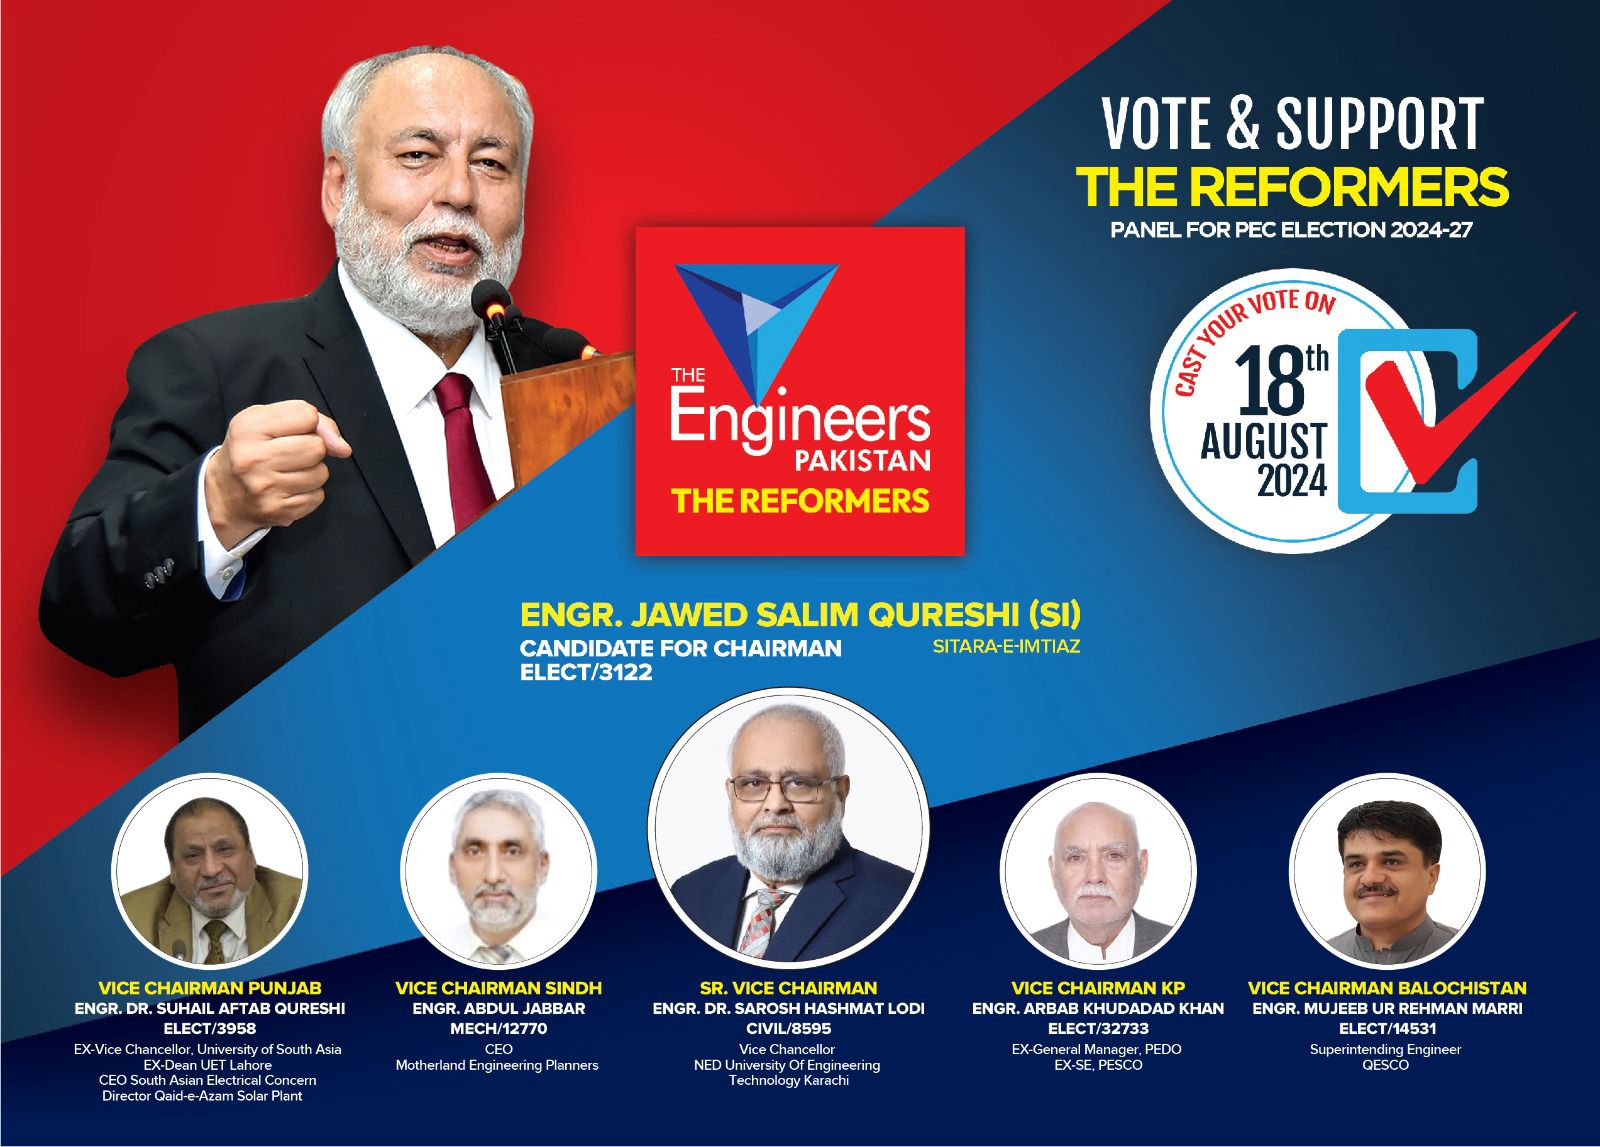 VOTE & SUPPORT
THE REFORMERS
PANEL FOR PEC ELECTION 2024-27
CAST YOUR VOTE ON
18th
AUGUST
2024
THE
Engineers
PAKISTAN
THE REFORMERS
ENGR. JAWED SALIM QURESHI (SI)
CANDIDATE FOR CHAIRMAN SITARA-E-IMTIAZ
ELECT/3122
VICE CHAIRMAN PUNJAB
ENGR. DR. SUHAIL AFTAB QURESHI
ELECT/3958
EX-Vice Chancellor, University of South Asia
EX-Dean UET Lahore
CEO South Asian Electrical Concern
Director Qaid-e-Azam Solar Plant
VICE CHAIRMAN SINDH
ENGR. ABDUL JABBAR
MECH/12770
CEO
Motherland Engineering Planners
SR. VICE CHAIRMAN
ENGR. DR. SAROSH HASHMAT LODI
CIVIL/8595
Vice Chancellor
NED University Of Engineering
Technology Karachi
VICE CHAIRMAN KP
ENGR. ARBAB KHUDADAD KHAN
ELECT/32733
EX-General Manager, PEDO
EX-SE, PESCO
VICE CHAIRMAN BALOCHISTAN
ENGR. MUJEEB UR REHMAN MARRI
ELECT/14531
Superintending Engineer
QESCO